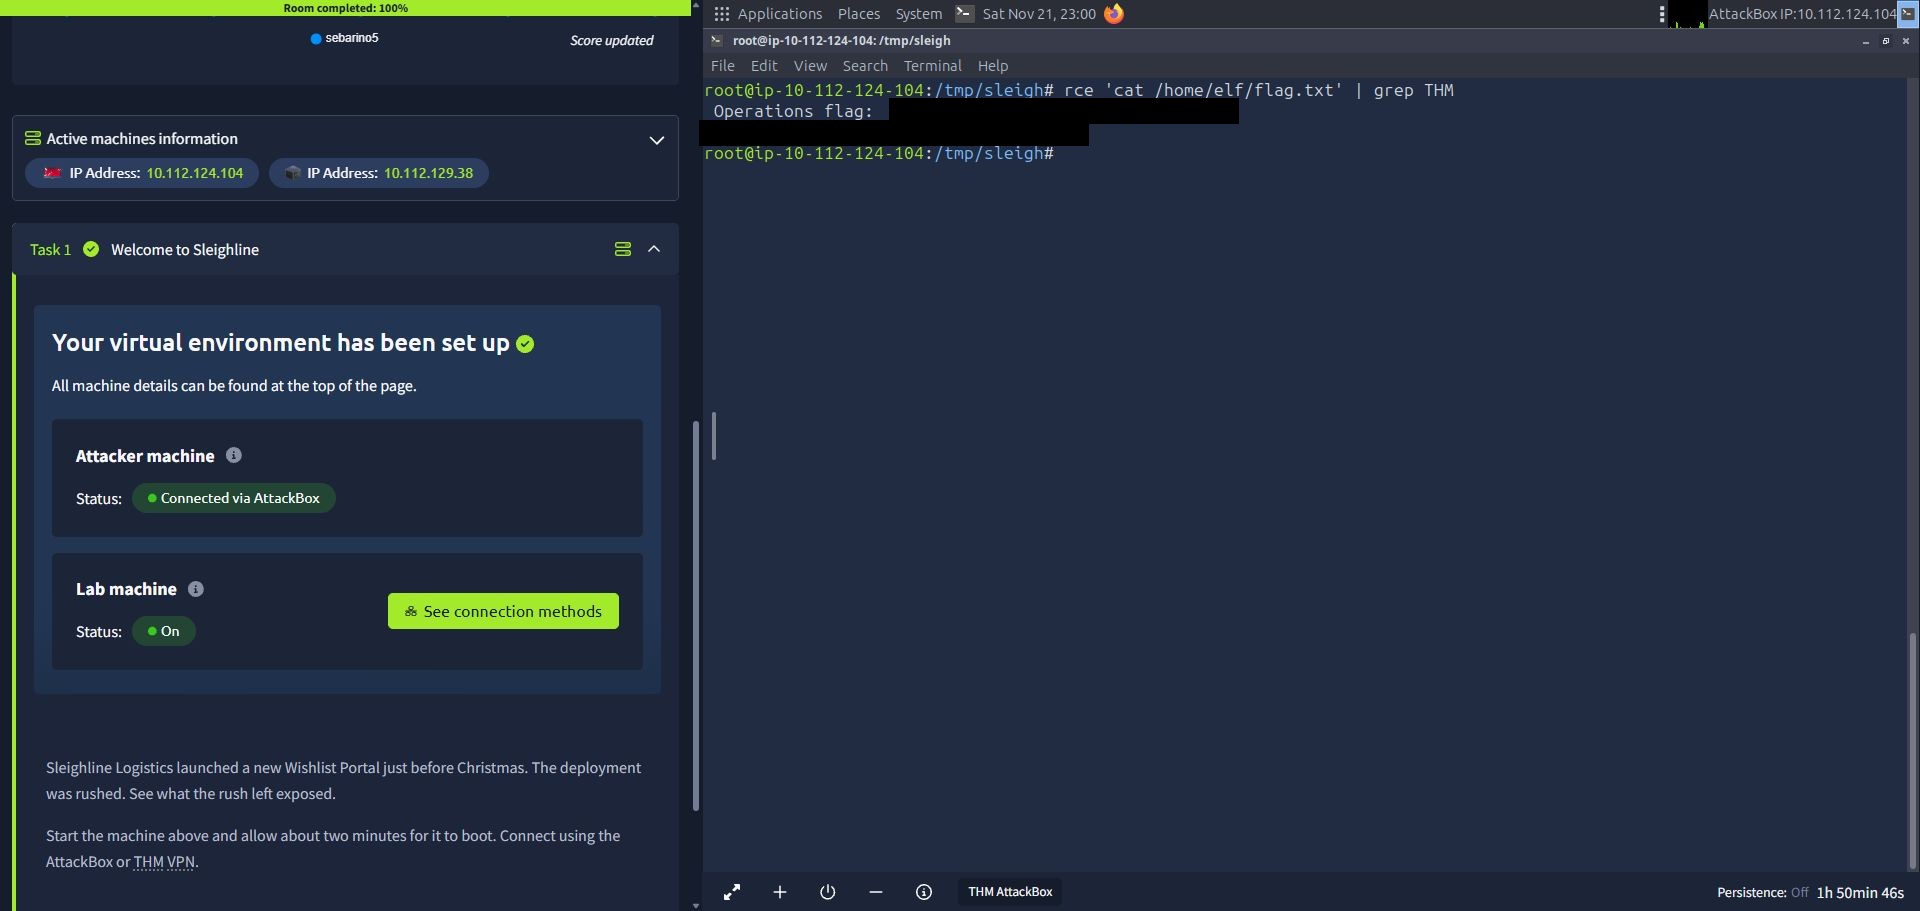 Room completed: 100%
sebarino5
Score updated
Active machines information
IP Address: 10.112.124.104
IP Address: 10.112.129.38
Task 1
Welcome to Sleighline
Your virtual environment has been set up
All machine details can be found at the top of the page.
Attacker machine
Status: Connected via AttackBox
Lab machine
See connection methods
Status: On
Sleighline Logistics launched a new Wishlist Portal just before Christmas. The deployment
was rushed. See what the rush left exposed.
Start the machine above and allow about two minutes for it to boot. Connect using the
AttackBox or THM VPN.
Applications Places System Sat Nov 21, 23:00 AttackBox IP:10.112.124.104
root@ip-10-112-124-104: /tmp/sleigh
File Edit View Search Terminal Help
root@ip-10-112-124-104:/tmp/sleigh# rce 'cat /home/elf/flag.txt' | grep THM
Operations flag:
root@ip-10-112-124-104:/tmp/sleigh#
THM AttackBox
Persistence: Off 1h 50min 46s